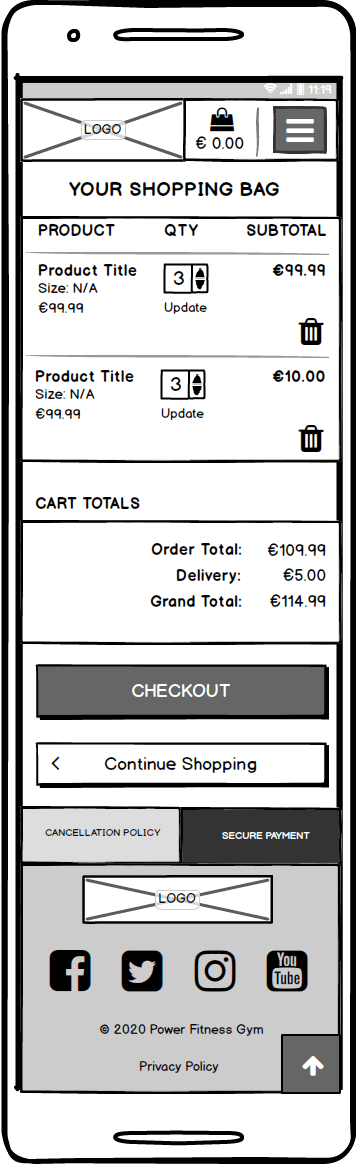 11:19
LOGO
€ 0.00
YOUR SHOPPING BAG
PRODUCT QTY SUBTOTAL
Product Title 3 €99.99
Size: N/A
€99.99 Update
Product Title 3 €10.00
Size: N/A
€99.99 Update
CART TOTALS
Order Total: €109.99
Delivery: €5.00
Grand Total: €114.99
CHECKOUT
Continue Shopping
CANCELLATION POLICY SECURE PAYMENT
LOGO
You
Tube
© 2020 Power Fitness Gym
Privacy Policy